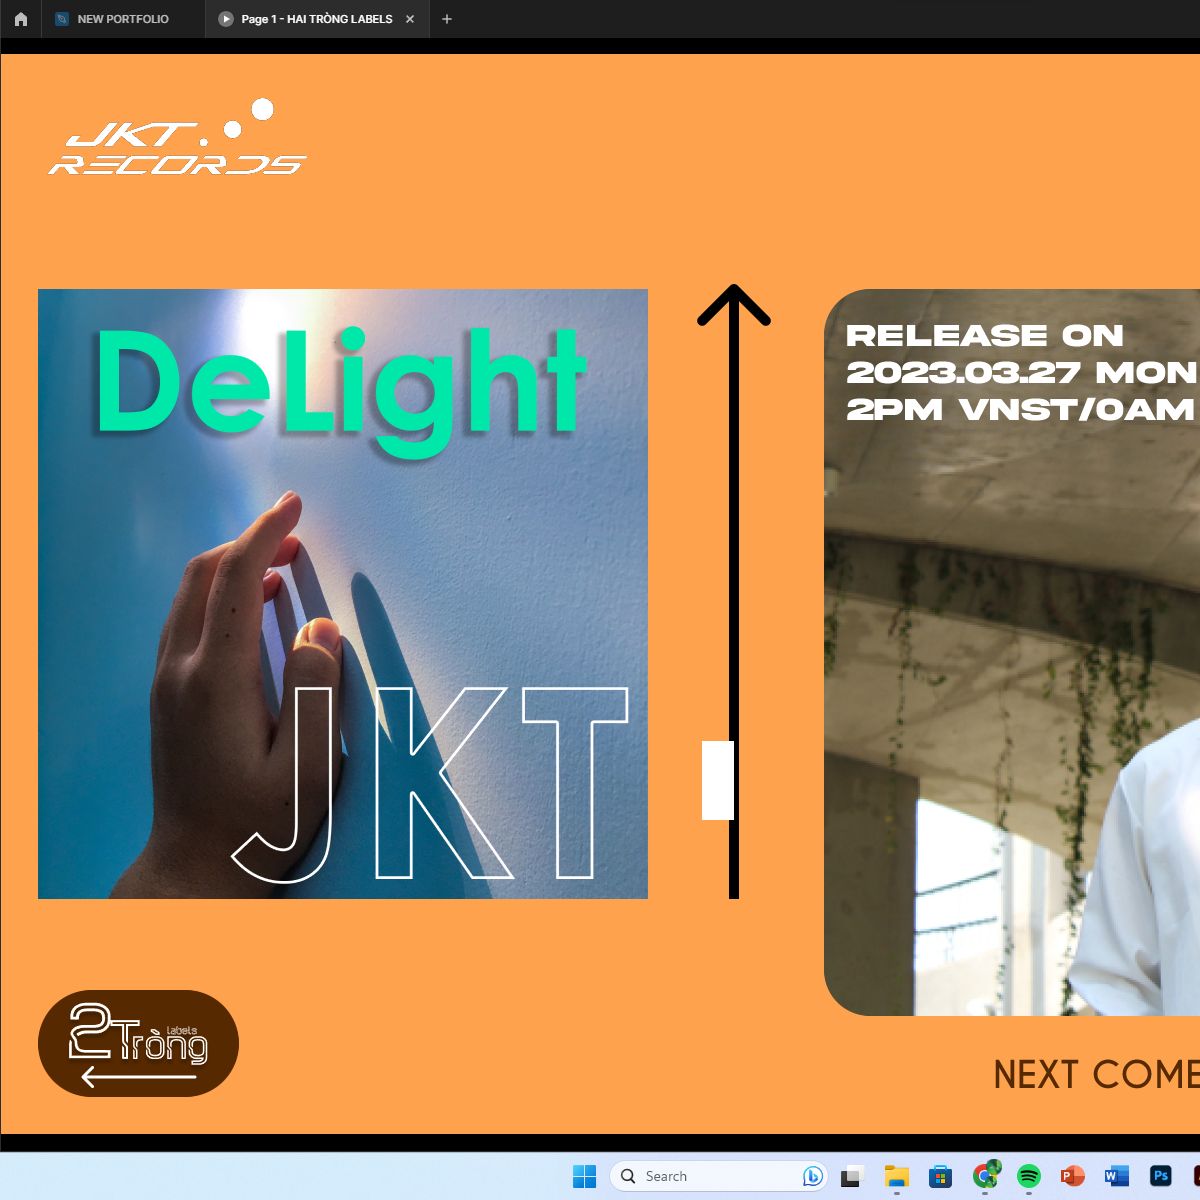 NEW PORTFOLIO
Page 1 - HAI TRÒNG LABELS
JKT
RECORDS
DeLight
JKT
RELEASE ON
2023.03.27 MON
2PM VNST/0AM
2Tròng
labels
NEXT COME
Search
P
W
Ps